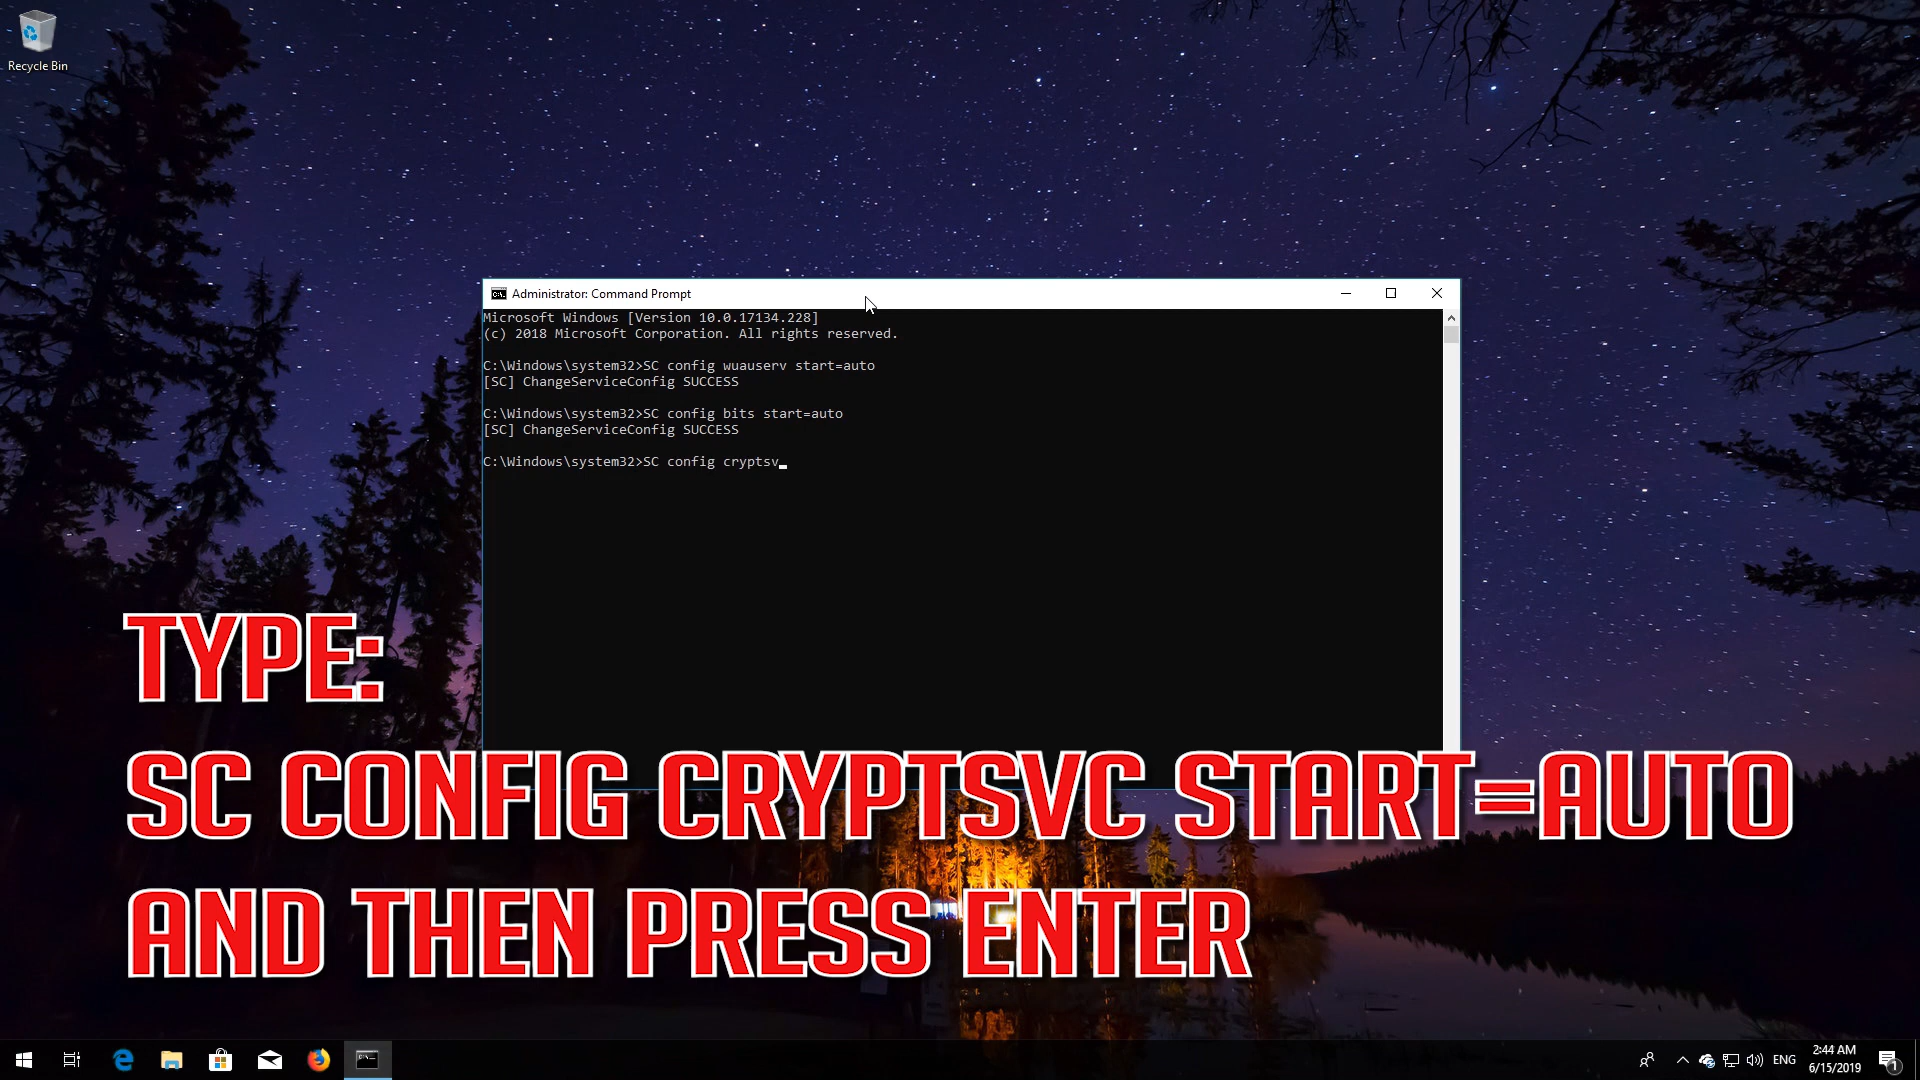 Recycle Bin
Administrator: Command Prompt
Microsoft Windows [Version 10.0.17134.228]
(c) 2018 Microsoft Corporation. All rights reserved.
C:\Windows\system32>SC config wuauserv start=auto
[SC] ChangeServiceConfig SUCCESS
C:\Windows\system32>SC config bits start=auto
[SC] ChangeServiceConfig SUCCESS
C:\Windows\system32>SC config cryptsv
TYPE:
SC CONFIG CRYPTSVC START=AUTO
AND THEN PRESS ENTER
ENG
2:44 AM
6/15/2019
1